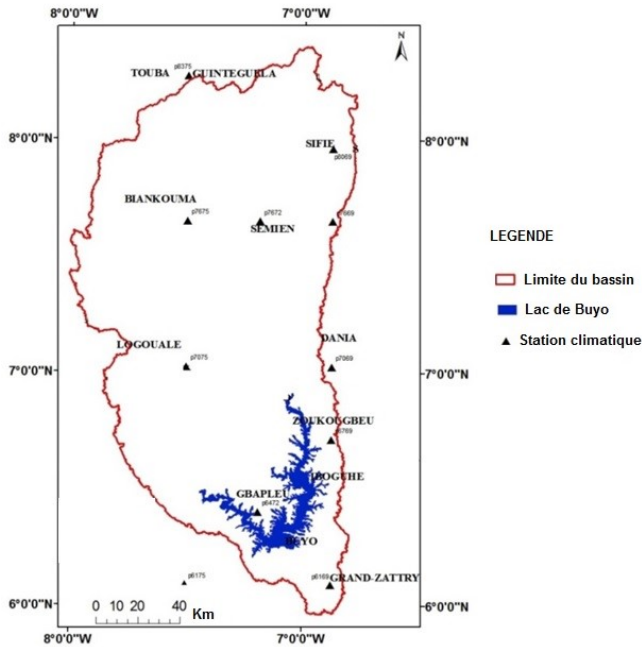 8°0'0"W
7°0'0"W
N
p8375
TOUBA
GUINTEGUELA
8°0'0"N
8°0'0"N
SIFIE
S
p8069
BIANKOUMA
p7675
p7672
SEMIEN
LEGENDE
Limite du bassin
Lac de Buyo
Station climatique
LOGOUALE
p7075
DANIA
p7069
7°0'0"N
7°0'0"N
ZOUKOUGBEU
GBAPLEU
p6472
BUYO
p6175
p6169
GRAND-ZATTRY
6°0'0"N
6°0'0"N
0 10 20 40
Km
8°0'0"W
7°0'0"W